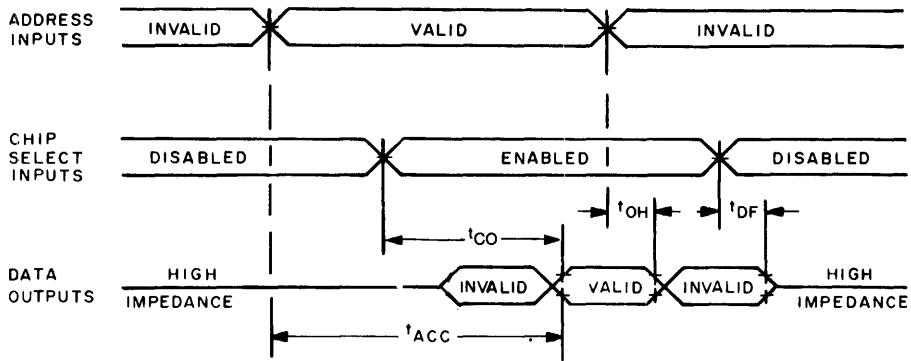 ADDRESS INPUTS
INVALID VALID INVALID
CHIP SELECT INPUTS
DISABLED ENABLED DISABLED
tOH tDF
tCO
DATA OUTPUTS
HIGH IMPEDANCE INVALID VALID INVALID HIGH IMPEDANCE
tACC